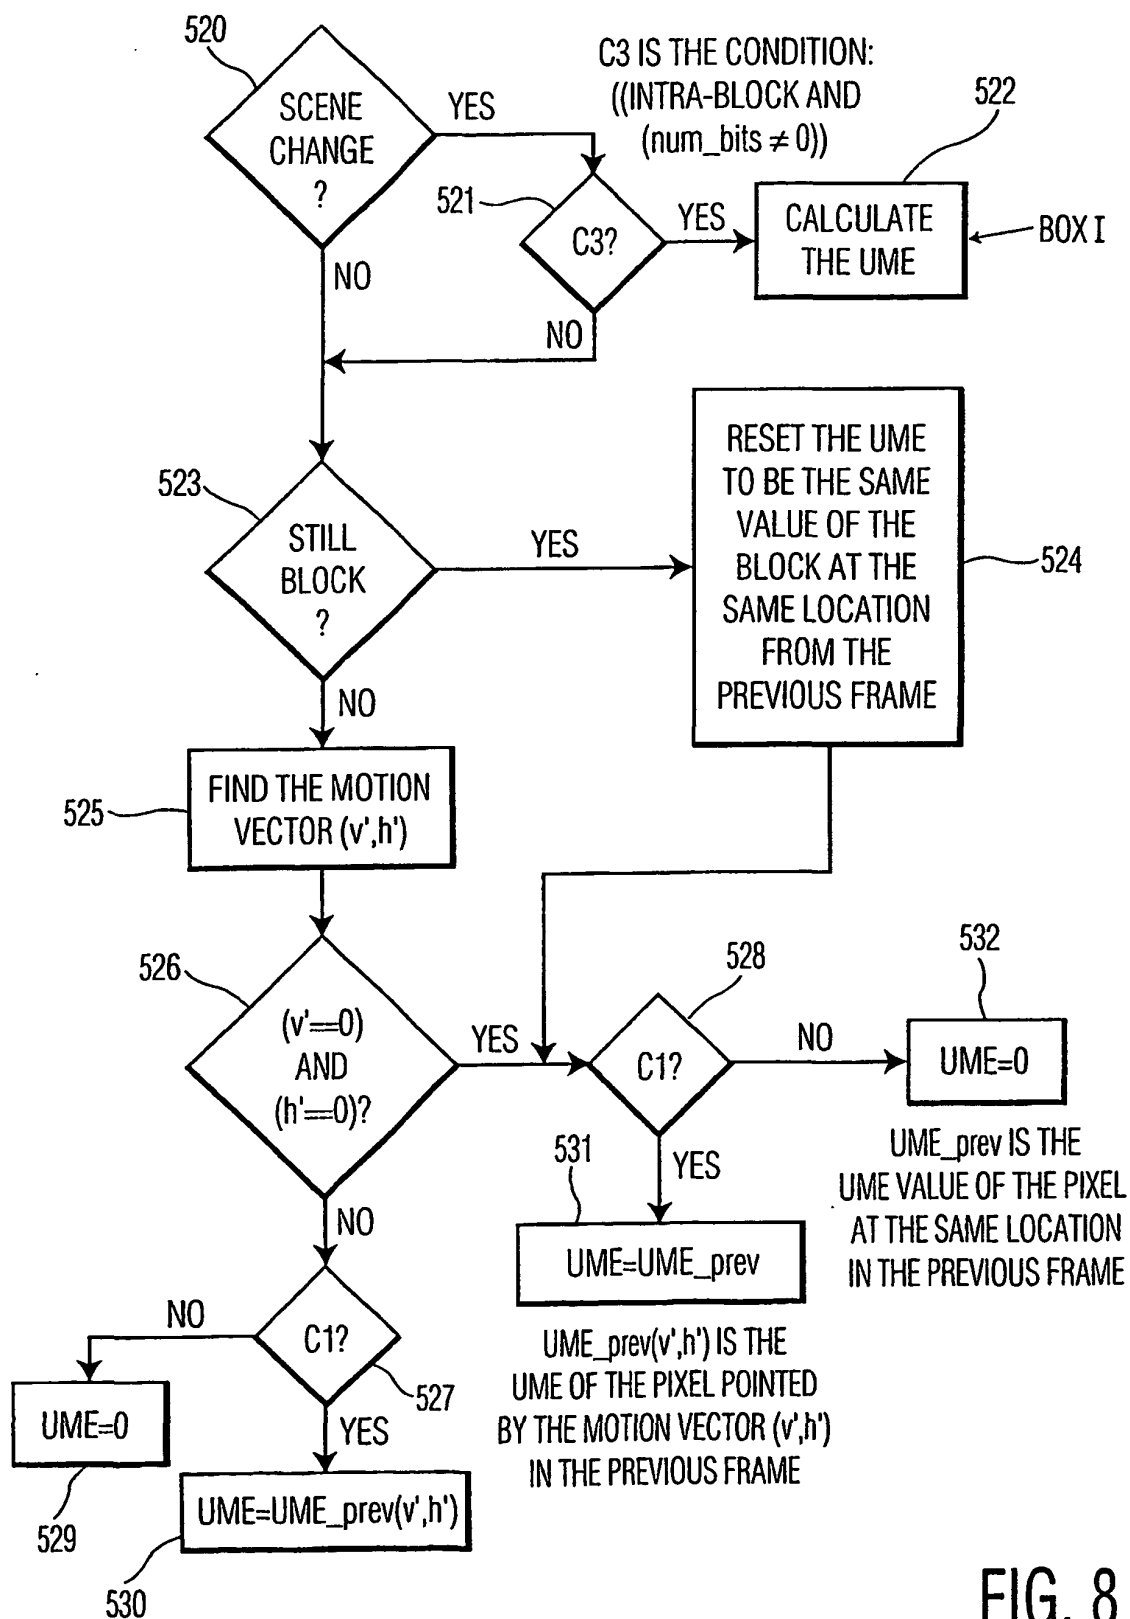 520
SCENE
CHANGE
?
YES
NO
C3 IS THE CONDITION:
((INTRA-BLOCK AND
(num_bits ≠ 0))
521
C3?
YES
NO
522
CALCULATE
THE UME
BOX I
523
STILL
BLOCK
?
YES
NO
RESET THE UME
TO BE THE SAME
VALUE OF THE
BLOCK AT THE
SAME LOCATION
FROM THE
PREVIOUS FRAME
524
525
FIND THE MOTION
VECTOR (v',h')
526
(v'==0)
AND
(h'==0)?
YES
NO
528
C1?
NO
YES
532
UME=0
UME_prev IS THE
UME VALUE OF THE PIXEL
AT THE SAME LOCATION
IN THE PREVIOUS FRAME
531
UME=UME_prev
UME_prev(v',h') IS THE
UME OF THE PIXEL POINTED
BY THE MOTION VECTOR (v',h')
IN THE PREVIOUS FRAME
C1?
527
NO
YES
UME=0
529
UME=UME_prev(v',h')
530
FIG. 8